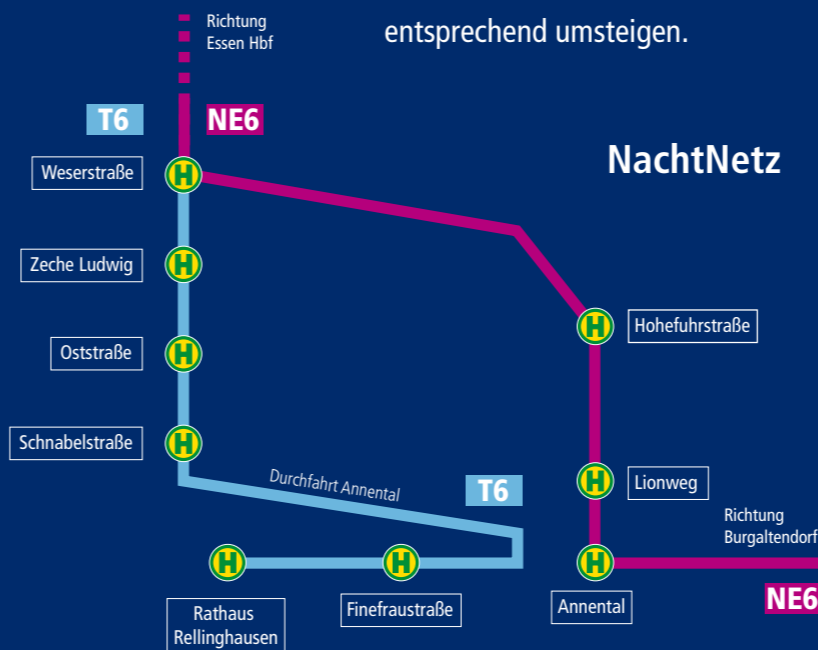 Richtung
Essen Hbf
entsprechend umsteigen.
T6
NE6
NachtNetz
Weserstraße
H
Zeche Ludwig
H
Hohefuhrstraße
H
Oststraße
H
Schnabelstraße
H
Durchfahrt Annental
T6
Lionweg
H
Richtung
Burgaltendorf
H
H
H
NE6
Rathaus
Rellinghausen
Finefraustraße
Annental